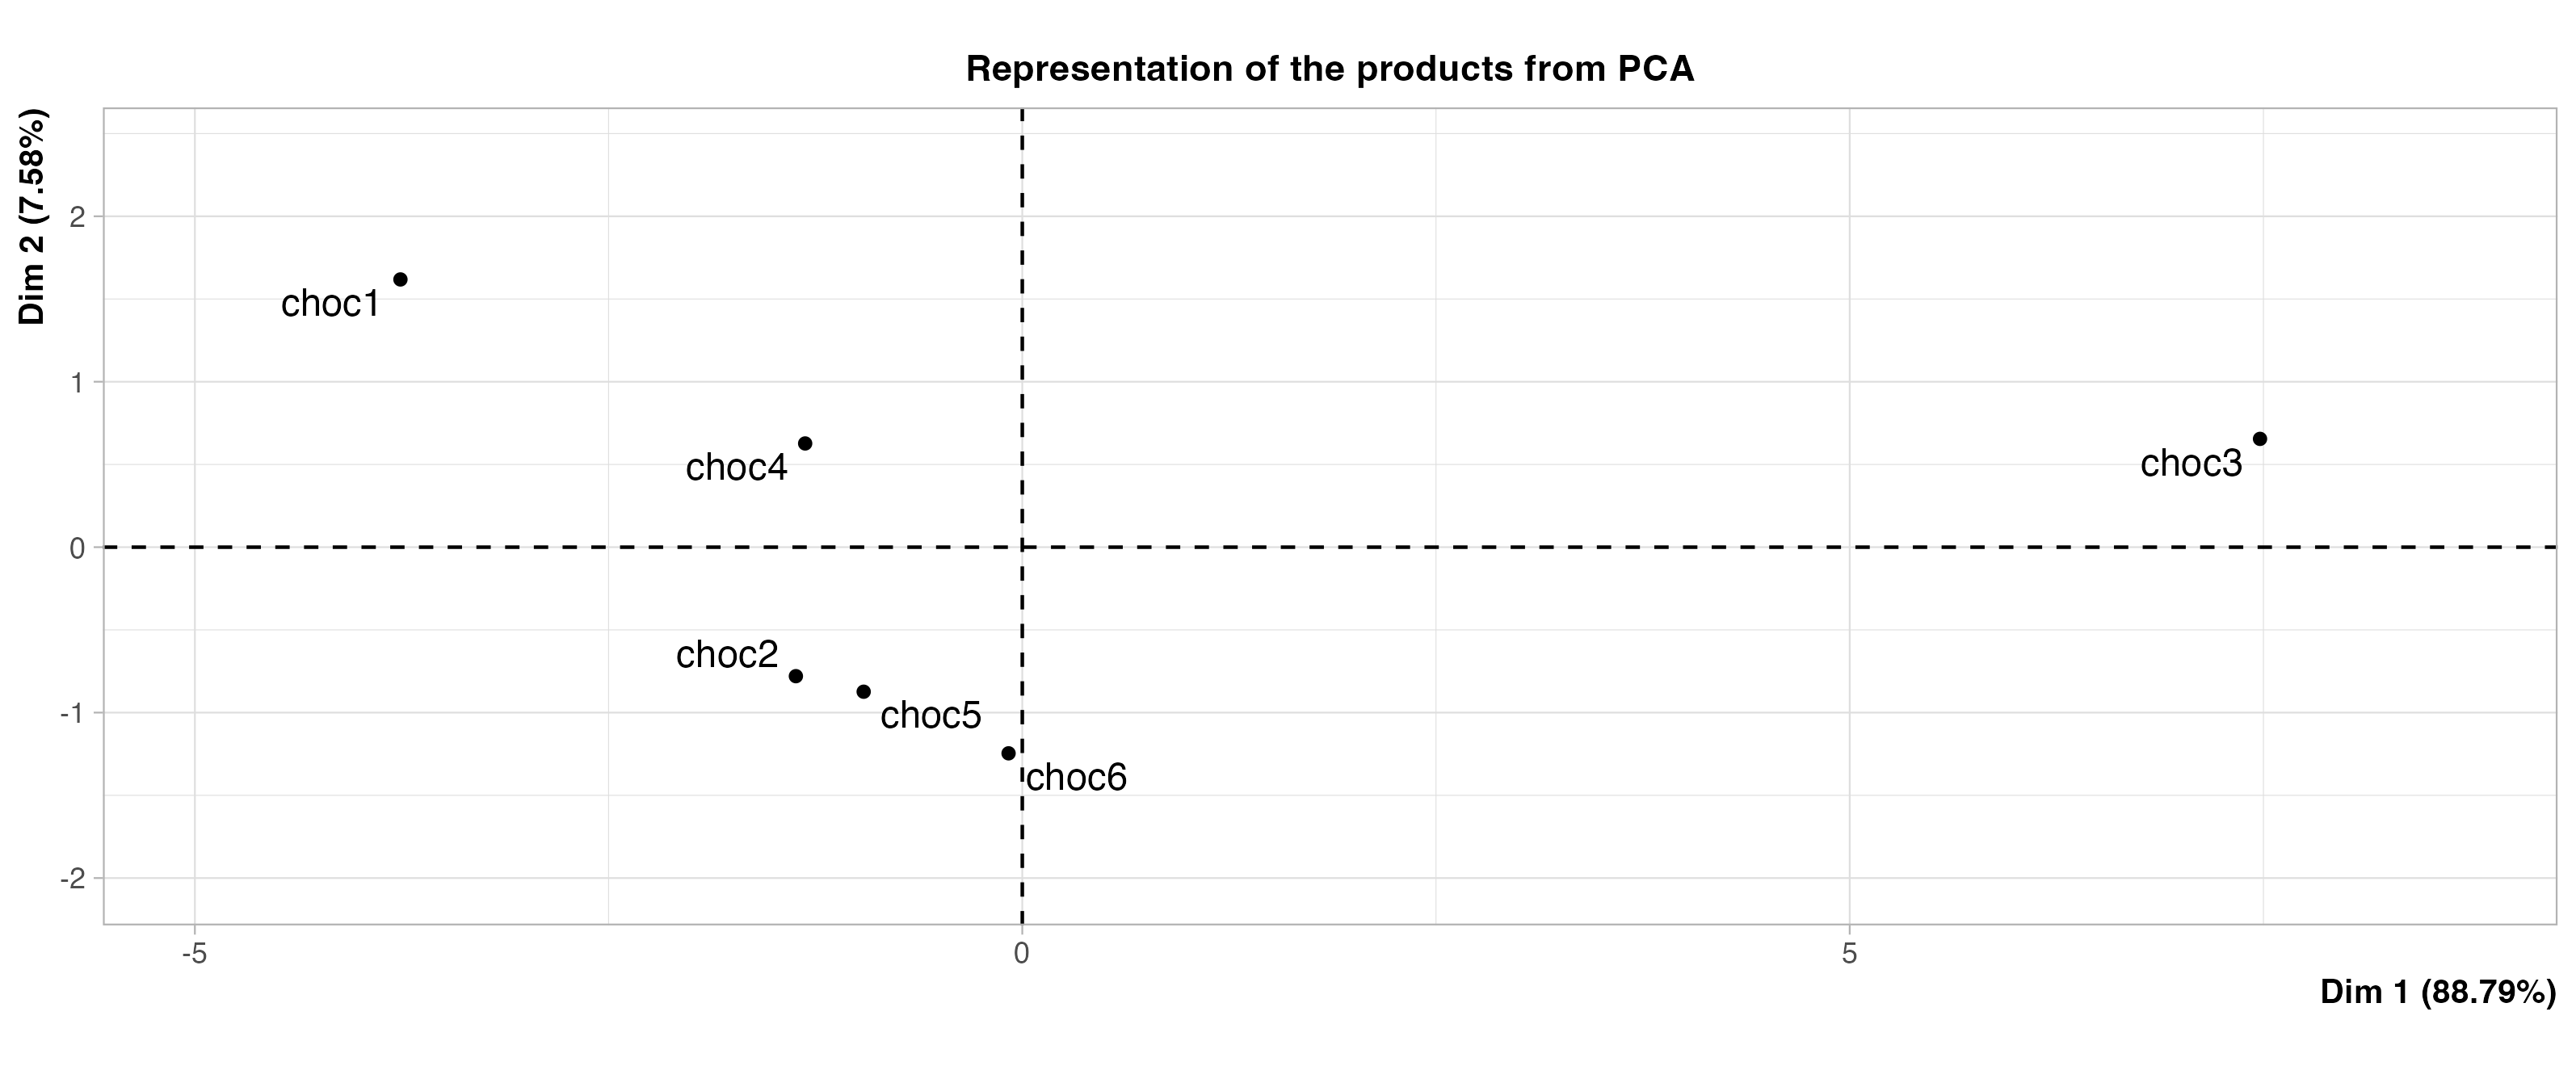 Representation of the products from PCA
Dim 2 (7.58%)
2
1
0
-1
-2
choc1
choc4
choc3
choc2
choc5
choc6
-5
0
5
Dim 1 (88.79%)